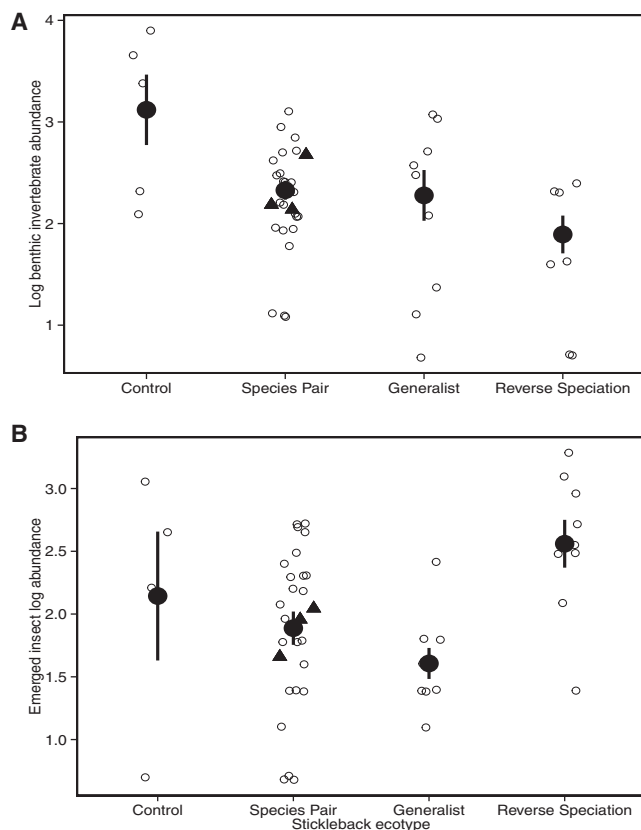 A
Log benthic invertebrate abundance
4
3
2
1
Control Species Pair Generalist Reverse Speciation
B
Emerged insect log abundance
3.0
2.5
2.0
1.5
1.0
Control Species Pair Generalist Reverse Speciation
Stickleback ecotype